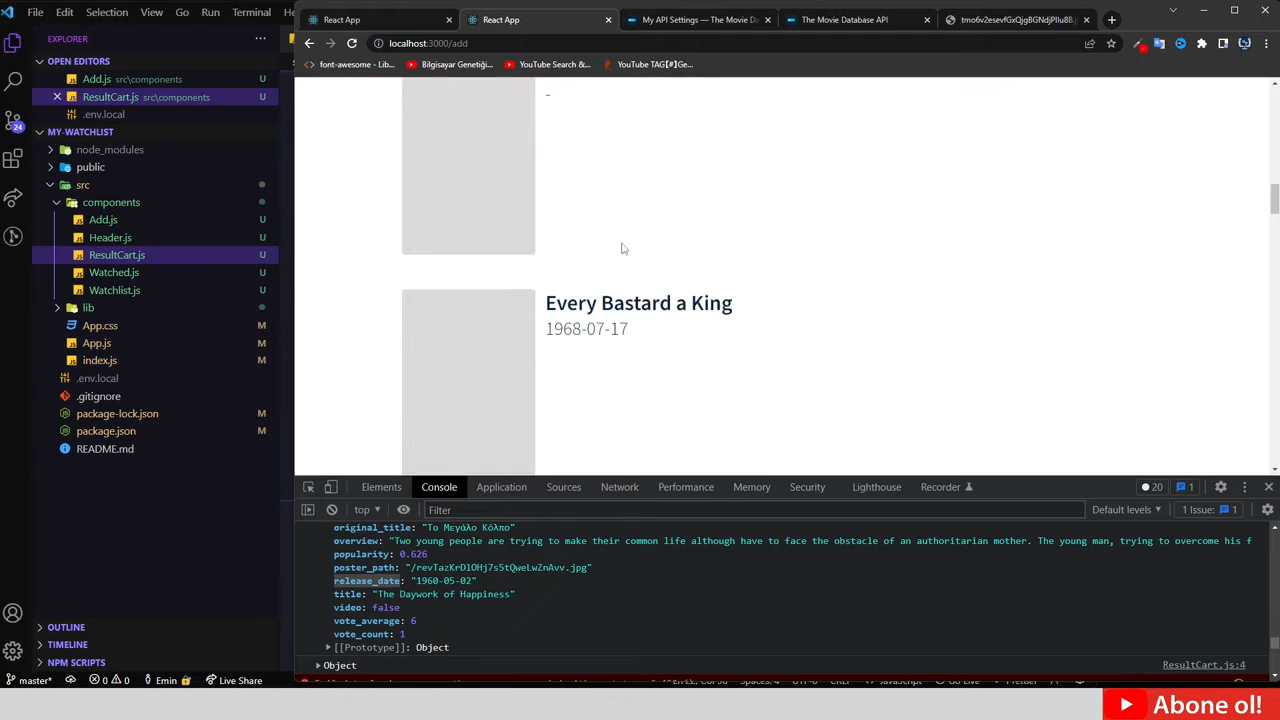 File Edit Selection View Go Run Terminal
EXPLORER
OPEN EDITORS
Add.js src\components U
ResultCart.js src\components U
.env.local
MY-WATCHLIST
node_modules
public
src
components
Add.js U
Header.js U
ResultCart.js U
Watched.js U
Watchlist.js U
lib
App.css M
App.js M
index.js M
.env.local
.gitignore
package-lock.json M
package.json M
README.md
OUTLINE
TIMELINE
NPM SCRIPTS
24
master* 0 0 Emin Live Share
React App
React App
My API Settings — The Movie D
The Movie Database API
tmo6v2esevfGxQjgBGNdjPllu8B.
localhost:3000/add
font-awesome - Lib...
Bilgisayar Genetiği...
YouTube Search &...
YouTube TAG【#】Ge...
-
Every Bastard a King
1968-07-17
Elements Console Application Sources Network Performance Memory Security Lighthouse Recorder 20 1
top Filter Default levels 1 Issue: 1
original_title: "Το Μεγάλο Κόλπο"
overview: "Two young people are trying to make their common life although have to face the obstacle of an authoritarian mother. The young man, trying to overcome his f
popularity: 0.626
poster_path: "/revTazKrDlOHj7s5tQweLwZnAvv.jpg"
release_date: "1960-05-02"
title: "The Daywork of Happiness"
video: false
vote_average: 6
vote_count: 1
[[Prototype]]: Object
Object ResultCart.js:4
Abone ol!